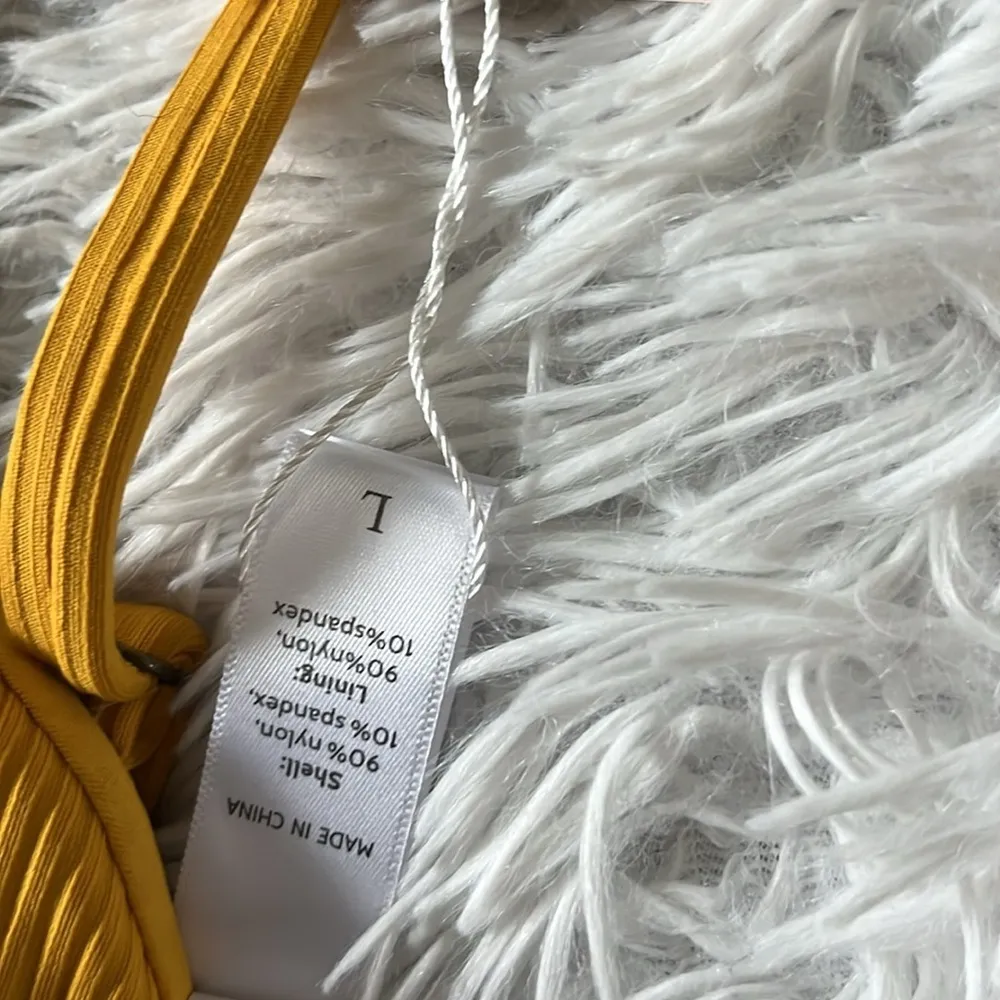 MADE IN CHINA
Shell:
90%nylon,
10% spandex,
Lining:
90%nylon,
10%spandex
L